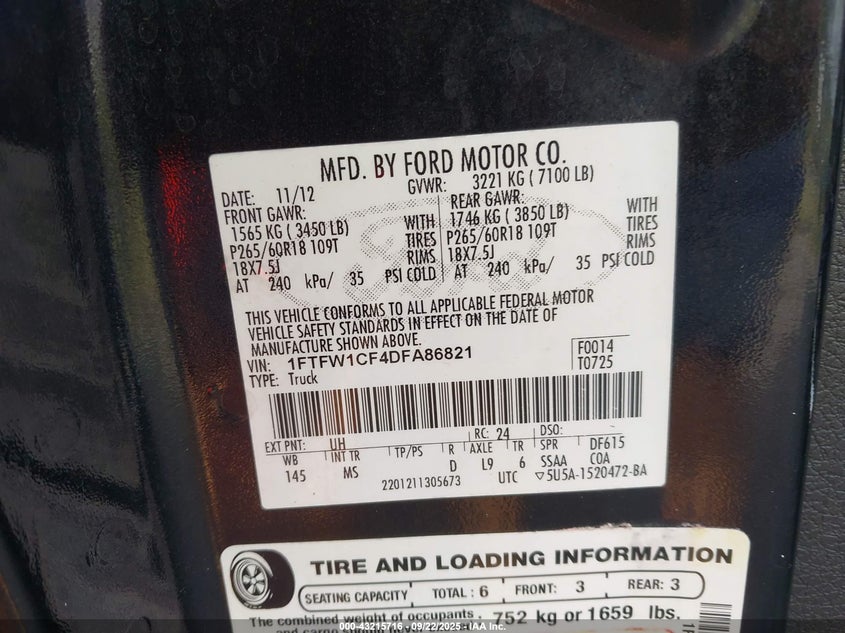 MFD. BY FORD MOTOR CO.
DATE: 11/12 GVWR: 3221 KG ( 7100 LB)
FRONT GAWR: REAR GAWR:
1565 KG ( 3450 LB) WITH 1746 KG ( 3850 LB) WITH
P265/60R18 109T TIRES P265/60R18 109T TIRES
18X7.5J RIMS 18X7.5J RIMS
AT 240 kPa/ 35 PSI COLD AT 240 kPa/ 35 PSI COLD
THIS VEHICLE CONFORMS TO ALL APPLICABLE FEDERAL MOTOR
VEHICLE SAFETY STANDARDS IN EFFECT ON THE DATE OF
MANUFACTURE SHOWN ABOVE.
VIN: 1FTFW1CF4DFA86821 F0014
TYPE: Truck T0725
EXT PNT: UH RC: 24 DSO:
WB INT TR TP/PS R AXLE TR SPR DF615
145 MS D L9 6 SSAA COA
2201211305673 UTC ▽5U5A-1520472-BA
TIRE AND LOADING INFORMATION
SEATING CAPACITY TOTAL : 6 FRONT: 3 REAR: 3
The combined weight of occupants 752 kg or 1659 lbs.
and cargo should never
000-43215716 - 09/22/2025 - IAA Inc.